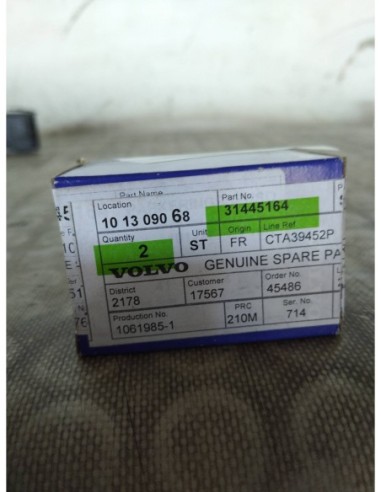 Part Name
Location
Part No.
10 13 090 68
31445164
Quantity
Unit
Origin
Line Ref
2
ST
FR
CTA39452P
VOLVO GENUINE SPARE PA
District
Customer
Order No.
2178
17567
45486
Production No.
PRC
Ser. No.
1061985-1
210M
714